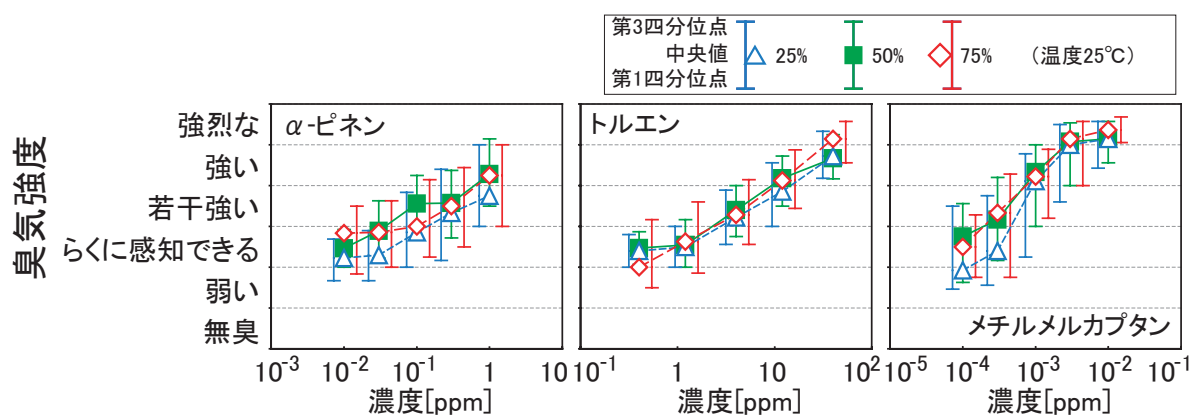 第3四分位点
中央値
第1四分位点
25%
50%
75%
(温度25℃)
臭気強度
強烈な
強い
若干強い
らくに感知できる
弱い
無臭
α-ピネン
トルエン
メチルメルカプタン
10-3 10-2 10-1 1 10
10-1 1 10 102
10-5 10-4 10-3 10-2 10-1
濃度[ppm]
濃度[ppm]
濃度[ppm]